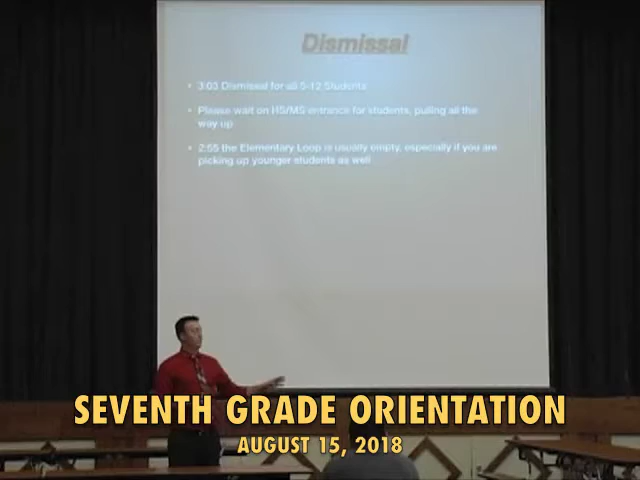 Dismissal
• 3:03 Dismissal for all 5-12 Students
• Please wait on HS/MS entrance for students, pulling all the
way up
• 2:55 the Elementary Loop is usually empty, especially if you are
picking up younger students as well
SEVENTH GRADE ORIENTATION
AUGUST 15, 2018